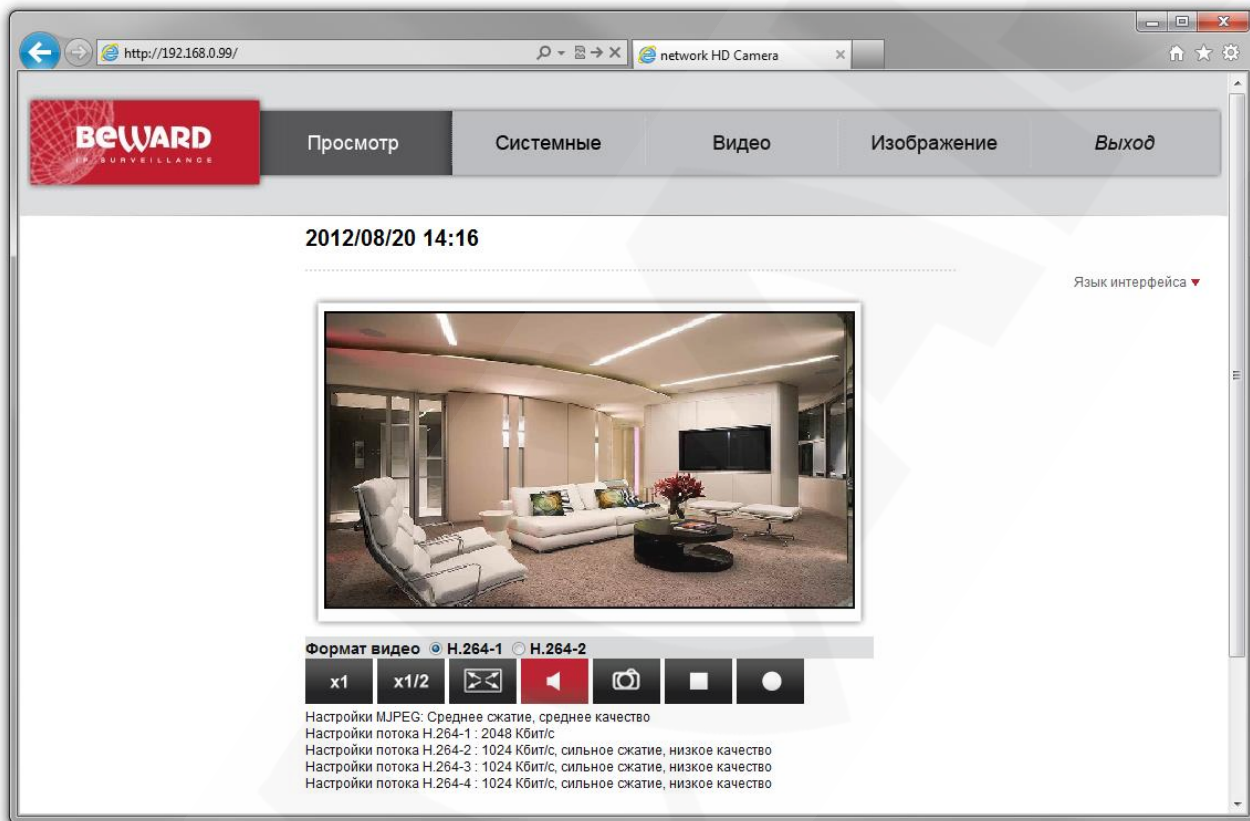 http://192.168.0.99/
network HD Camera
BEWARD
IP SURVEILLANCE
Просмотр
Системные
Видео
Изображение
Выход
2012/08/20 14:16
Язык интерфейса
Формат видео H.264-1 H.264-2
x1 x1/2
Настройки MJPEG: Среднее сжатие, среднее качество
Настройки потока H.264-1 : 2048 Кбит/с
Настройки потока H.264-2 : 1024 Кбит/с, сильное сжатие, низкое качество
Настройки потока H.264-3 : 1024 Кбит/с, сильное сжатие, низкое качество
Настройки потока H.264-4 : 1024 Кбит/с, сильное сжатие, низкое качество